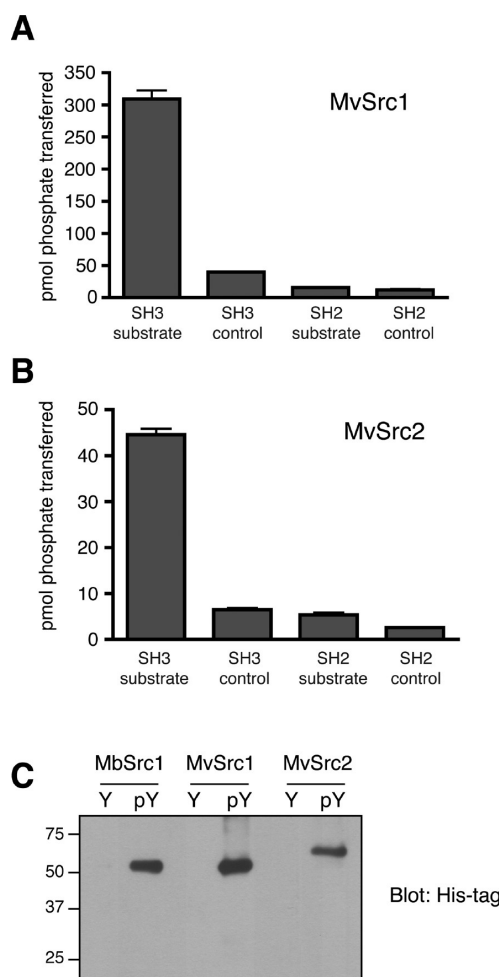 A
MvSrc1
pmol phosphate transferred
350
300
250
200
150
100
50
0
SH3 substrate
SH3 control
SH2 substrate
SH2 control
B
MvSrc2
pmol phosphate transferred
50
40
30
20
10
0
SH3 substrate
SH3 control
SH2 substrate
SH2 control
C
MbSrc1 MvSrc1 MvSrc2
Y pY Y pY Y pY
75
50
37
25
Blot: His-tag